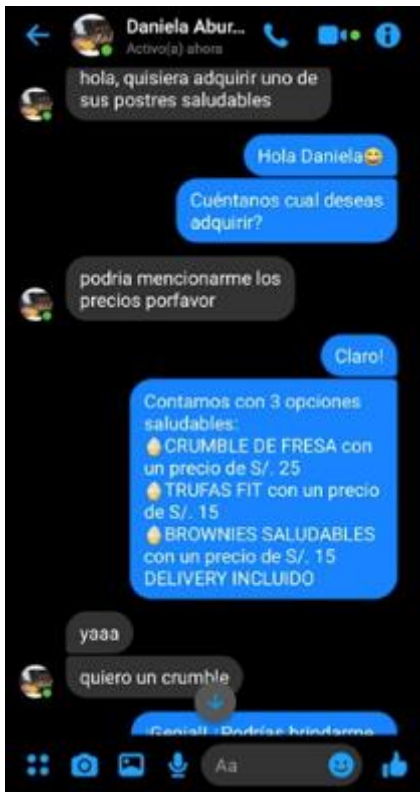 Daniela Abur...
Activo(a) ahora
hola, quisiera adquirir uno de
sus postres saludables
Hola Daniela😄
Cuéntanos cual deseas
adquirir?
podria mencionarme los
precios porfavor
Claro!
Contamos con 3 opciones
saludables:
🥚CRUMBLE DE FRESA con
un precio de S/. 25
🥚TRUFAS FIT con un precio
de S/. 15
🥚BROWNIES SALUDABLES
con un precio de S/. 15
DELIVERY INCLUIDO
yaaa
quiero un crumble
¡Genial! ¿Podrías brindarme
Aa